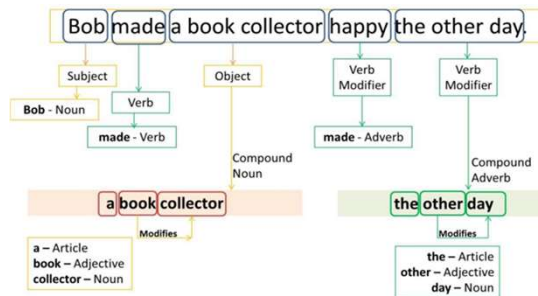 Bob made a book collector happy the other day.
Subject
Object
Verb Modifier
Verb Modifier
Bob - Noun
Verb
made - Verb
made - Adverb
Compound Noun
Compound Adverb
a book collector
the other day
Modifies
Modifies
a – Article
book – Adjective
collector – Noun
the – Article
other – Adjective
day – Noun